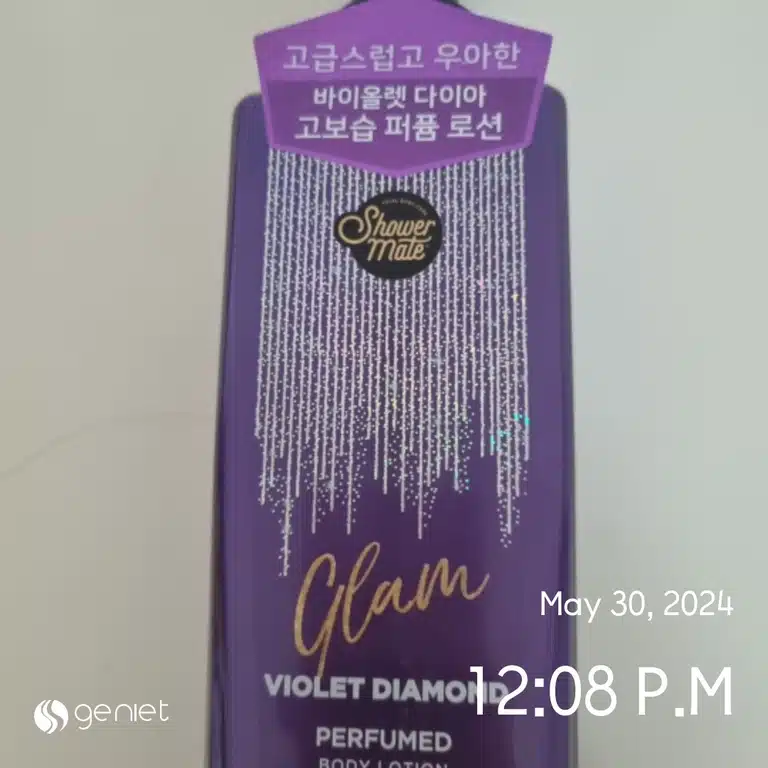 고급스럽고 우아한
바이올렛 다이아
고보습 퍼퓸 로션
Shower
Mate
Glam
VIOLET DIAMOND
PERFUMED
BODY LOTION
May 30, 2024
12:08 P.M
geniet